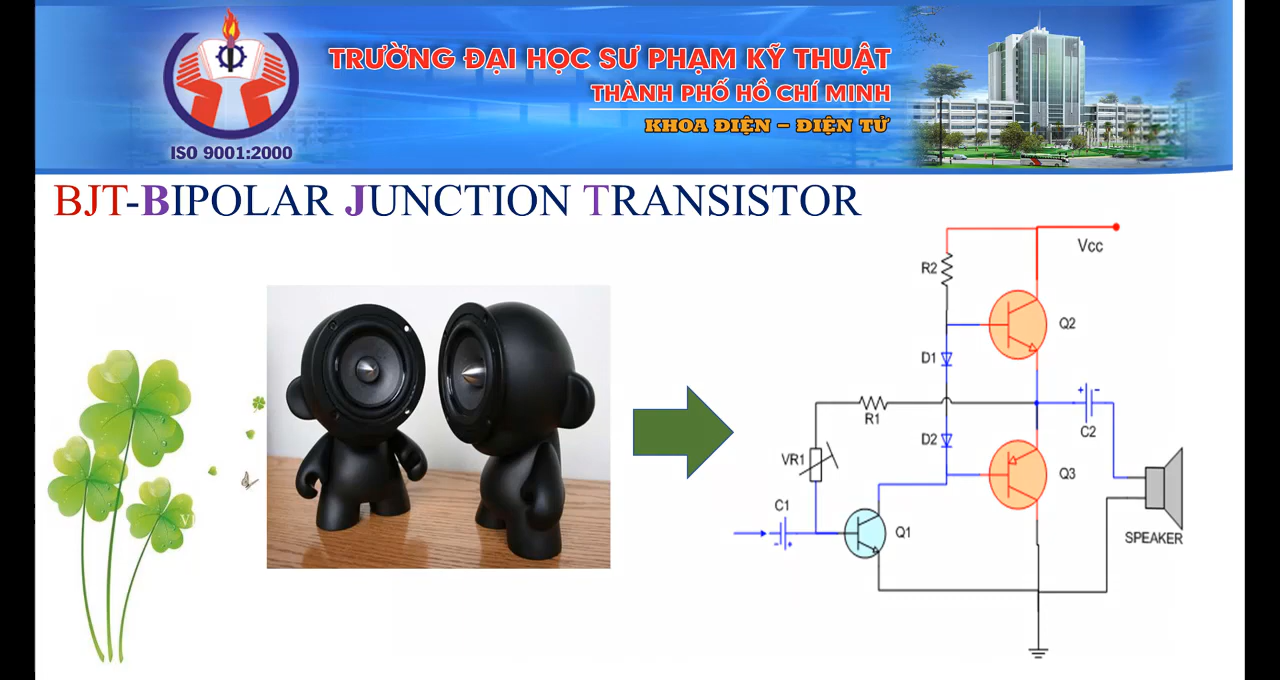 TRƯỜNG ĐẠI HỌC SƯ PHẠM KỸ THUẬT
THÀNH PHỐ HỒ CHÍ MINH
KHOA ĐIỆN – ĐIỆN TỬ
ISO 9001:2000
BJT-BIPOLAR JUNCTION TRANSISTOR
Vcc
R2
Q2
D1
R1
C2
D2
VR1
Q3
C1
Q1
SPEAKER